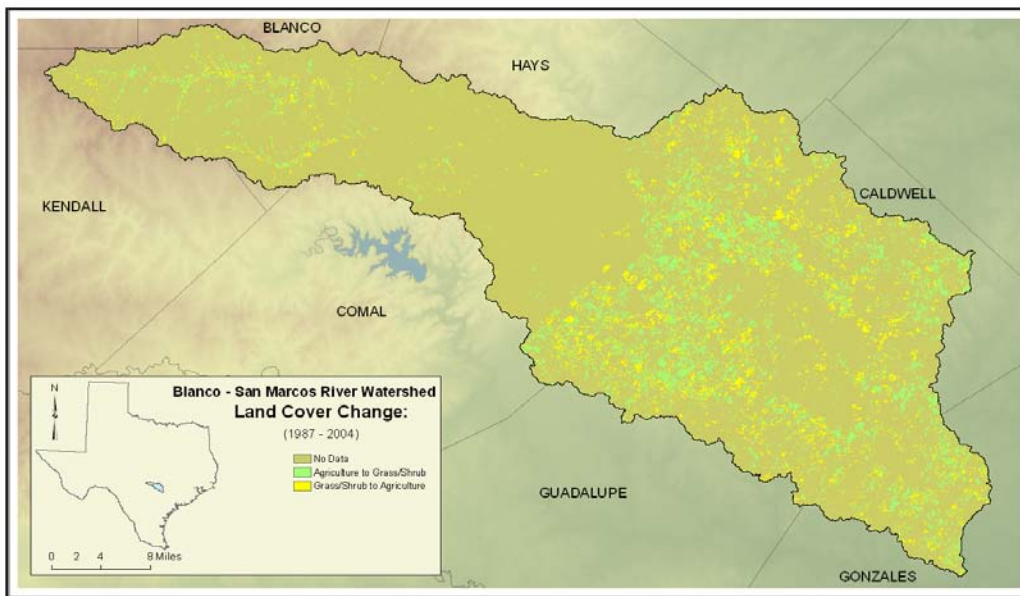 BLANCO
HAYS
KENDALL
CALDWELL
COMAL
GUADALUPE
GONZALES
Blanco - San Marcos River Watershed
Land Cover Change:
(1987 - 2004)
No Data
Agriculture to Grass/Shrub
Grass/Shrub to Agriculture
N
0 2 4 8 Miles